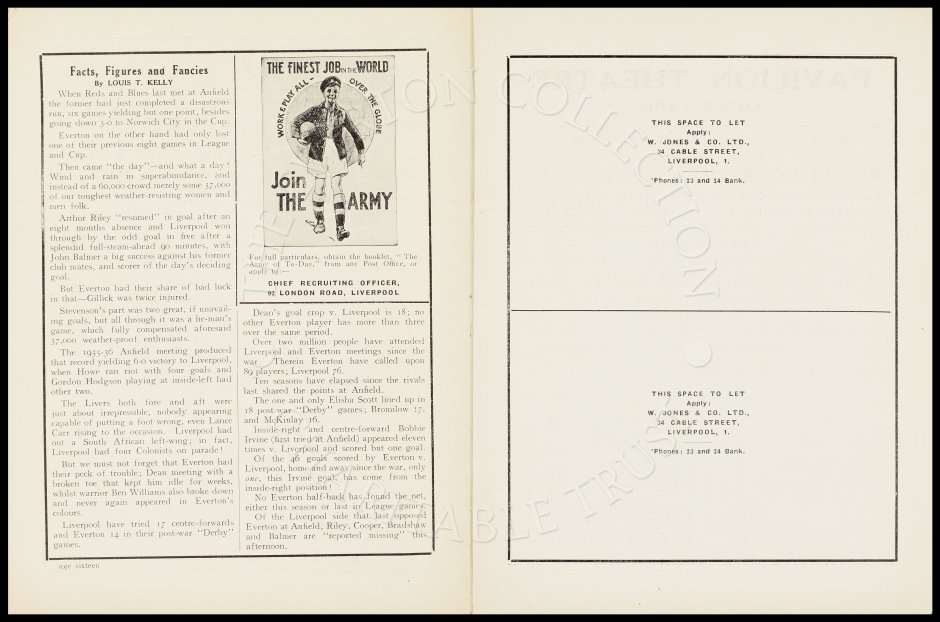 Facts, Figures and Fancies
By LOUIS T. KELLY
When Reds and Blues last met at Anfield
the former had just completed a disastrous
run, six games yielding but one point, besides
going down 3-0 to Norwich City in the Cup.
Everton on the other hand had only lost
one of their previous eight games in League
and Cup.
Then came "the day"—and what a day!
Wind and rain in superabundance, and
instead of a 60,000 crowd merely some 37,000
of our toughest weather-resisting women and
men folk.
Arthur Riley "resumed" in goal after an
eight months absence and Liverpool won
through by the odd goal in five after a
splendid full-steam-ahead 90 minutes, with
John Balmer a big success against his former
club mates, and scorer of the day's deciding
goal.
But Everton had their share of bad luck
in that—Gillick was twice injured.
Stevenson's part was two great, if unavail-
ing goals, but all through it was a he-man's
game, which fully compensated aforesaid
37,000 weather-proof enthusiasts.
The 1935-36 Anfield meeting produced
that record yielding 6-0 victory to Liverpool,
when Howe ran riot with four goals and
Gordon Hodgson playing at inside-left had
other two.
The Livers both fore and aft were
just about irrepressible, nobody appearing
capable of putting a foot wrong, even Lance
Carr rising to the occasion. Liverpool had
out a South African left-wing; in fact,
Liverpool had four Colonists on parade!
But we must not forget that Everton had
their peck of trouble; Dean meeting with a
broken toe that kept him idle for weeks,
whilst warrior Ben Williams also broke down
and never again appeared in Everton's
colours.
Liverpool have tried 17 centre-forwards
and Everton 14 in their post-war "Derby"
games.
age sixteen
THE FINEST JOB IN THE WORLD
WORK & PLAY ALL - OVER THE GLOBE
Join
THE ARMY
For full particulars, obtain the booklet, "The
Army of To-Day," from any Post Office, or
apply to:—
CHIEF RECRUITING OFFICER,
92 LONDON ROAD, LIVERPOOL
Dean's goal crop v. Liverpool is 18; no
other Everton player has more than three
over the same period.
Over two million people have attended
Liverpool and Everton meetings since the
war. Therein Everton have called upon
89 players; Liverpool 76.
Ten seasons have elapsed since the rivals
last shared the points at Anfield.
The one and only Elisha Scott lined up in
18 post-war "Derby" games; Bromilow 17,
and McKinlay 16.
Inside-right and centre-forward Bobbie
Irvine (first tried at Anfield) appeared eleven
times v. Liverpool and scored but one goal.
Of the 46 goals scored by Everton v.
Liverpool, home and away since the war, only
one, this Irvine goal, has come from the
inside-right position!
No Everton half-back has found the net,
either this season or last in League games.
Of the Liverpool side that last opposed
Everton at Anfield, Riley, Cooper, Bradshaw
and Balmer are "reported missing" this
afternoon.
THIS SPACE TO LET
Apply:
W. JONES & CO. LTD.,
34 CABLE STREET,
LIVERPOOL, 1.
'Phones: 23 and 24 Bank.
THIS SPACE TO LET
Apply:
W. JONES & CO. LTD.,
34 CABLE STREET,
LIVERPOOL, 1.
'Phones: 23 and 24 Bank.
THE EVERTON COLLECTION CHARITABLE TRUST